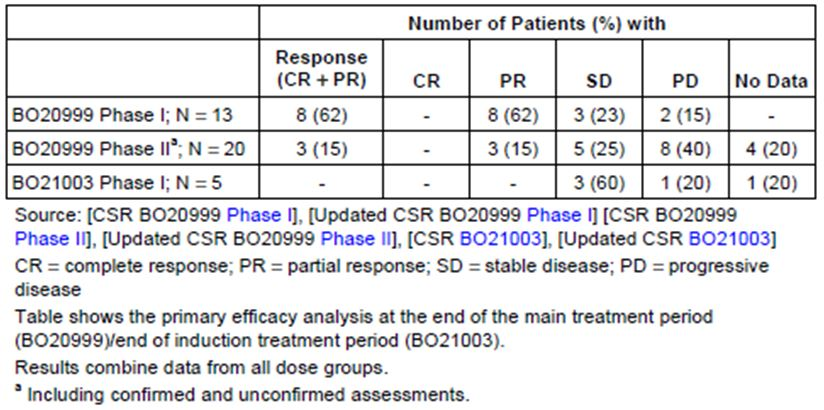 Number of Patients (%) with
Response (CR + PR) CR PR SD PD No Data
BO20999 Phase I; N = 13 8 (62) - 8 (62) 3 (23) 2 (15) -
BO20999 Phase IIᵃ; N = 20 3 (15) - 3 (15) 5 (25) 8 (40) 4 (20)
BO21003 Phase I; N = 5 - - - 3 (60) 1 (20) 1 (20)
Source: [CSR BO20999 Phase I], [Updated CSR BO20999 Phase I] [CSR BO20999
Phase II], [Updated CSR BO20999 Phase II], [CSR BO21003], [Updated CSR BO21003]
CR = complete response; PR = partial response; SD = stable disease; PD = progressive
disease
Table shows the primary efficacy analysis at the end of the main treatment period
(BO20999)/end of induction treatment period (BO21003).
Results combine data from all dose groups.
ᵃ Including confirmed and unconfirmed assessments.